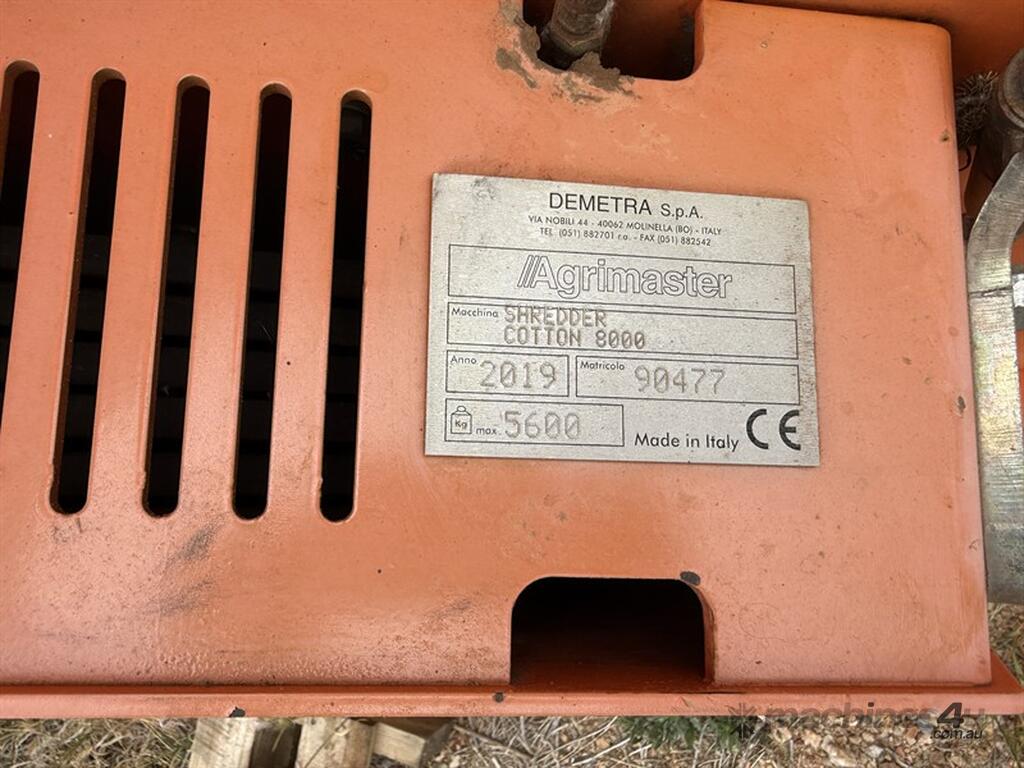 DEMETRA S.p.A.
VIA NOBILI 44 - 40062 MOLINELLA (BO) - ITALY
TEL. (051) 882701 r.a. - FAX (051) 882542
Agrimaster
Macchina SHREDDER
COTTON 8000
Anno 2019 Matricola 90477
Kg max. 5600 Made in Italy CE
machines4u
.com.au